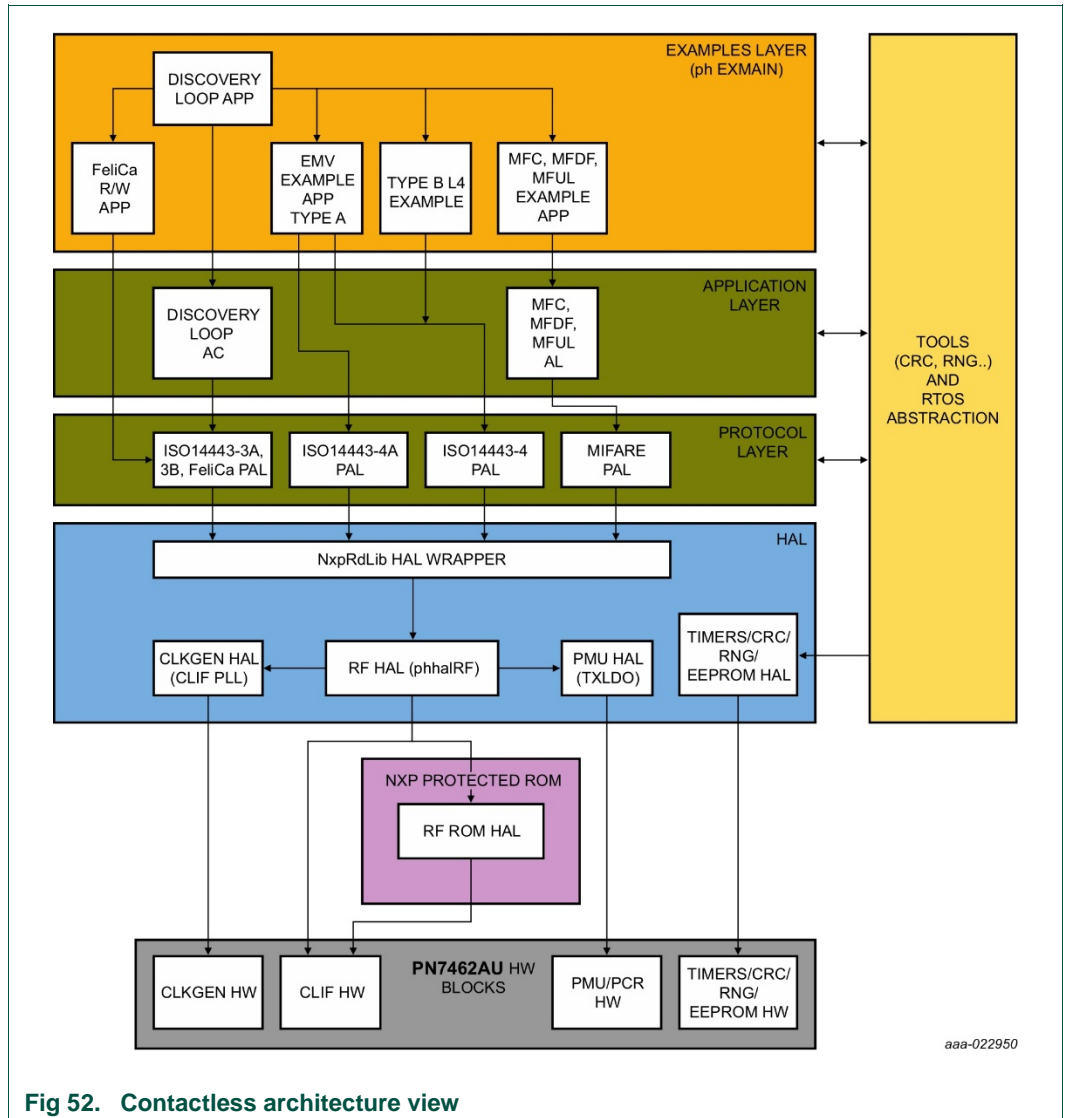 EXAMPLES LAYER
(ph EXMAIN)
DISCOVERY
LOOP APP
FeliCa
R/W
APP
EMV
EXAMPLE
APP
TYPE A
TYPE B L4
EXAMPLE
MFC, MFDF,
MFUL
EXAMPLE
APP
APPLICATION
LAYER
DISCOVERY
LOOP
AC
MFC,
MFDF,
MFUL
AL
TOOLS
(CRC, RNG..)
AND
RTOS
ABSTRACTION
PROTOCOL
LAYER
ISO14443-3A,
3B, FeliCa PAL
ISO14443-4A
PAL
ISO14443-4
PAL
MIFARE
PAL
HAL
NxpRdLib HAL WRAPPER
CLKGEN HAL
(CLIF PLL)
RF HAL (phhalRF)
PMU HAL
(TXLDO)
TIMERS/CRC/
RNG/
EEPROM HAL
NXP PROTECTED ROM
RF ROM HAL
PN7462AU HW
BLOCKS
CLKGEN HW
CLIF HW
PMU/PCR
HW
TIMERS/CRC/
RNG/
EEPROM HW
aaa-022950
Fig 52. Contactless architecture view